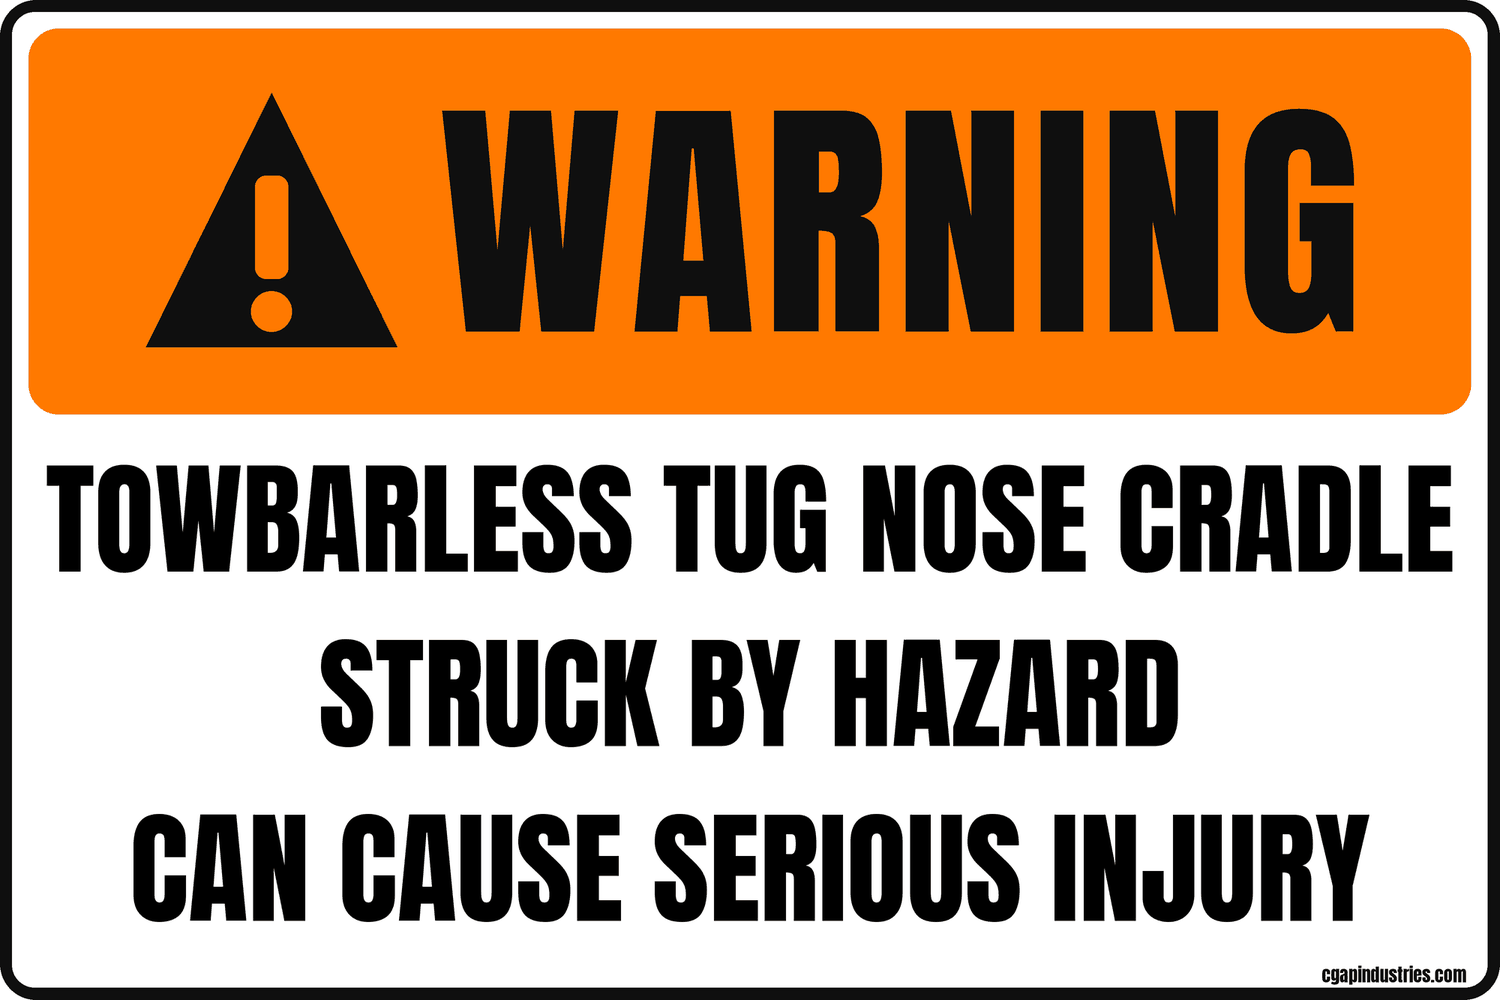 WARNING
TOWBARLESS TUG NOSE CRADLE
STRUCK BY HAZARD
CAN CAUSE SERIOUS INJURY
cgapindustries.com